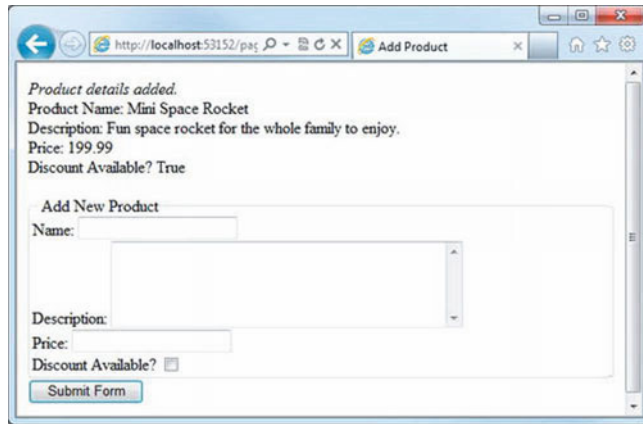 http://localhost:53152/pag
Add Product
Product details added.
Product Name: Mini Space Rocket
Description: Fun space rocket for the whole family to enjoy.
Price: 199.99
Discount Available? True
Add New Product
Name:
Description:
Price:
Discount Available?
Submit Form